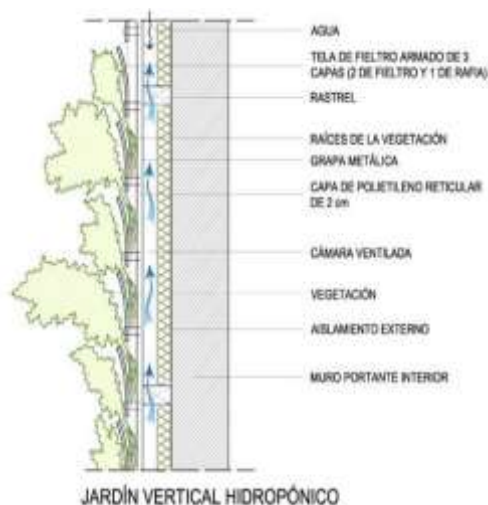 AGUA
TELA DE FIELTRO ARMADO DE 3
CAPAS (2 DE FIELTRO Y 1 DE RAFIA)
RASTREL
RAÍCES DE LA VEGETACIÓN
GRAPA METÁLICA
CAPA DE POLIETILENO RETICULAR
DE 2 cm
CÁMARA VENTILADA
VEGETACIÓN
AISLAMIENTO EXTERNO
MURO PORTANTE INTERIOR
JARDÍN VERTICAL HIDROPÓNICO